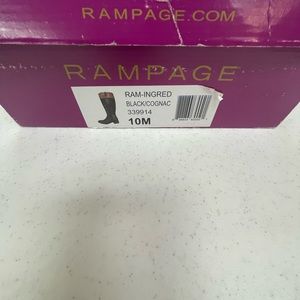 RAMPAGE.COM
RAMPAGE
RAM-INGRED
BLACK/COGNAC
339914
10M